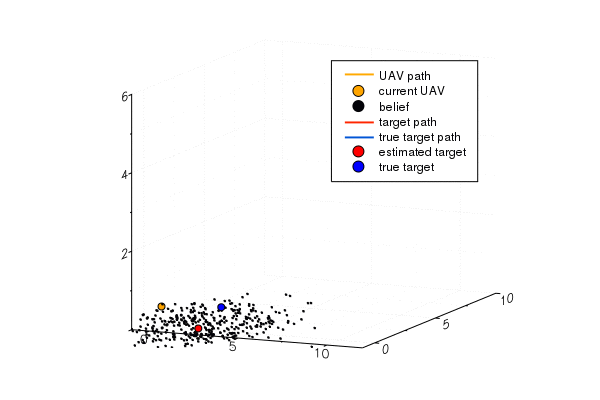 UAV path
current UAV
belief
target path
true target path
estimated target
true target
6
4
2
0
5
10
0
5
10